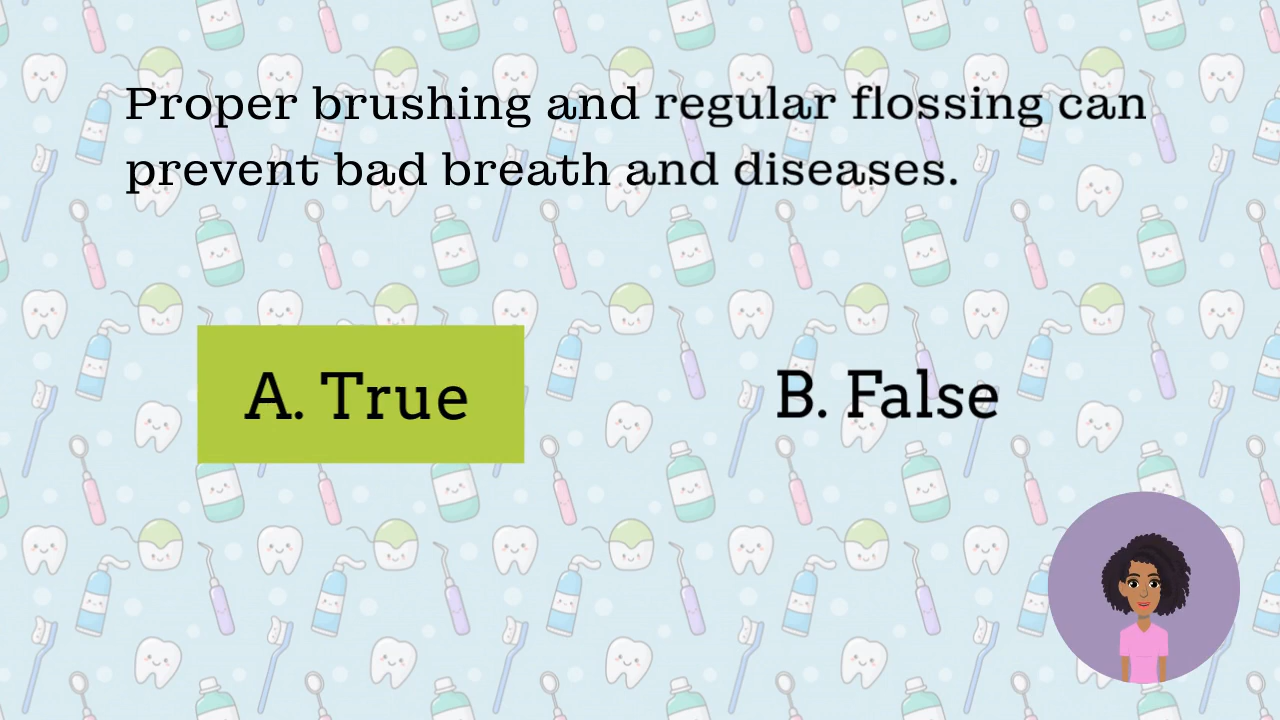 Proper brushing and regular flossing can
prevent bad breath and diseases.
A. True
B. False